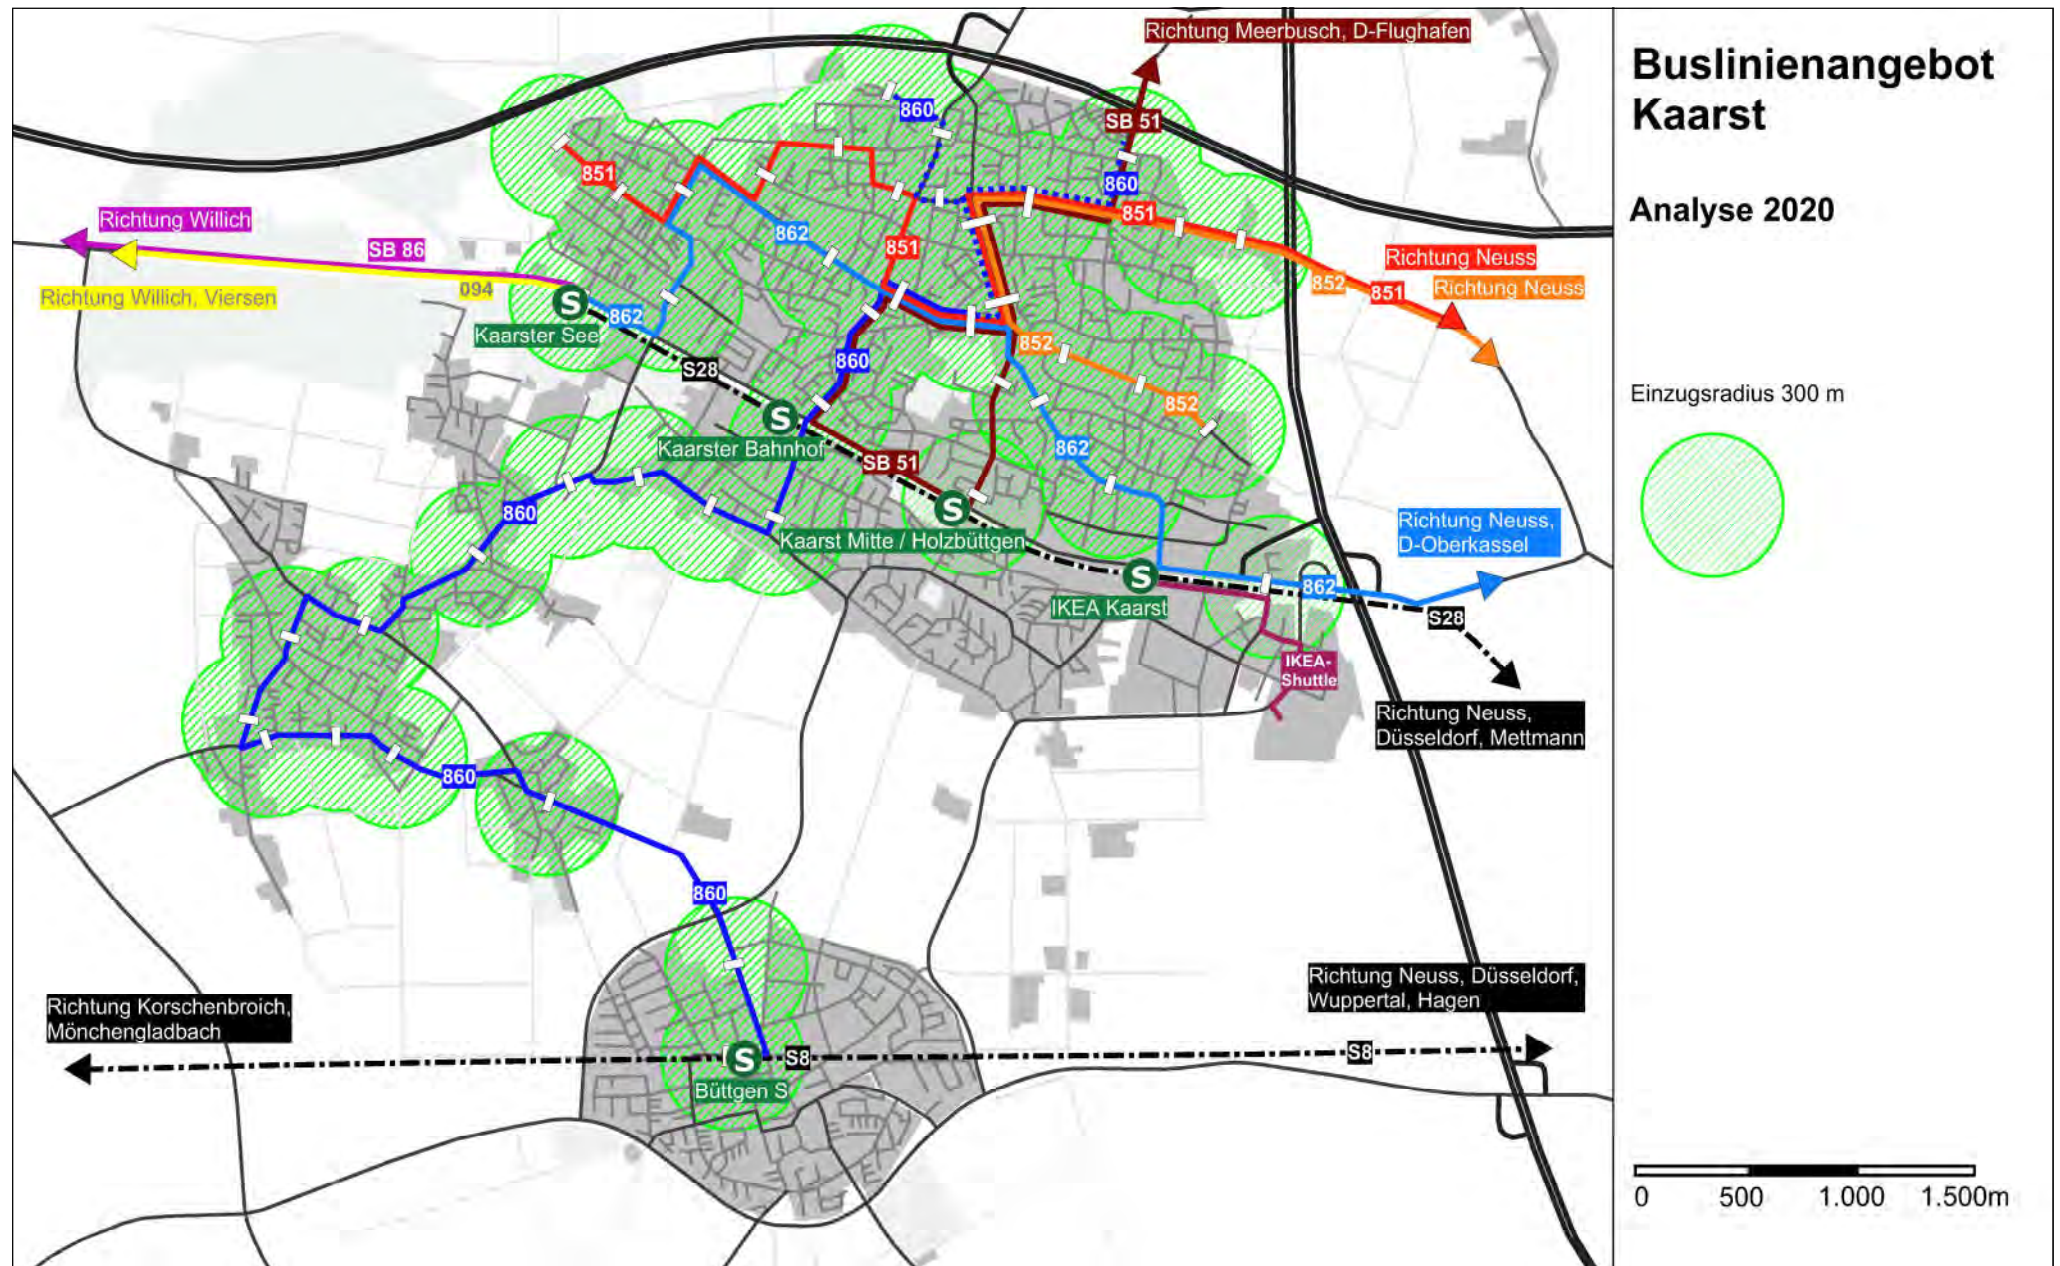 Richtung Meerbusch, D-Flughafen
Buslinienangebot
Kaarst
Analyse 2020
860
SB 51
851
860
851
Richtung Willich
SB 86
862
851
Richtung Neuss
852
851
Richtung Neuss
Richtung Willich, Viersen
094
S
862
Kaarster See
852
860
S28
852
Einzugsradius 300 m
S
Kaarster Bahnhof
862
SB 51
860
S
Kaarst Mitte / Holzbüttgen
Richtung Neuss,
D-Oberkassel
S
IKEA Kaarst
862
S28
IKEA-
Shuttle
Richtung Neuss,
Düsseldorf, Mettmann
860
860
Richtung Korschenbroich,
Mönchengladbach
Richtung Neuss, Düsseldorf,
Wuppertal, Hagen
S
S8
S8
Büttgen S
0 500 1.000 1.500m